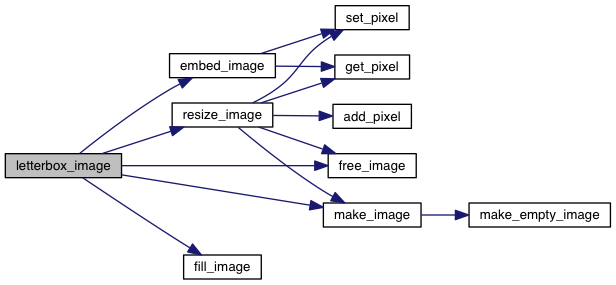 set_pixel
embed_image
get_pixel
resize_image
add_pixel
letterbox_image
free_image
make_image
make_empty_image
fill_image